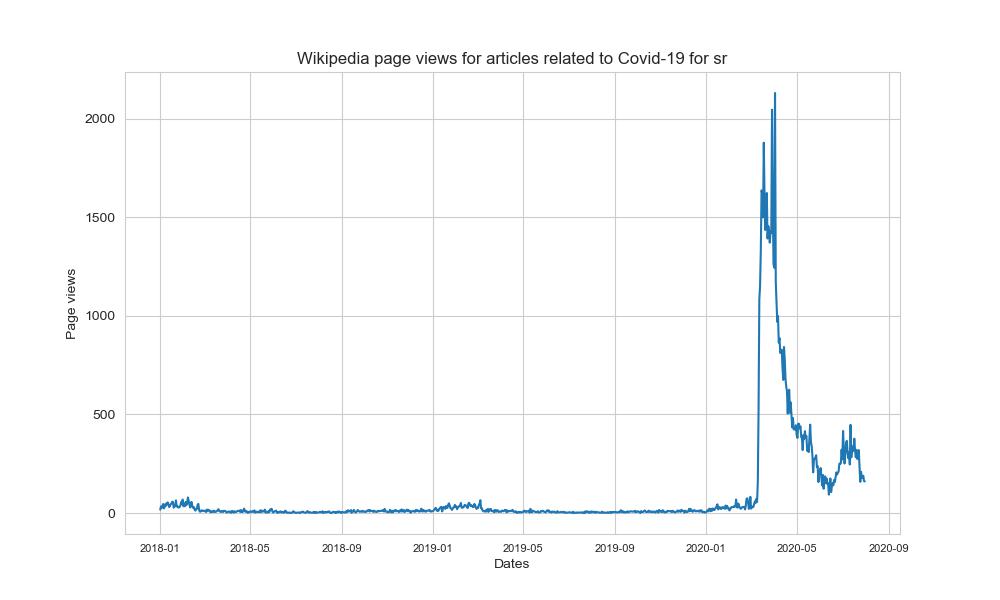 Wikipedia page views for articles related to Covid-19 for sr
Page views
2000
1500
1000
500
0
2018-01 2018-05 2018-09 2019-01 2019-05 2019-09 2020-01 2020-05 2020-09
Dates